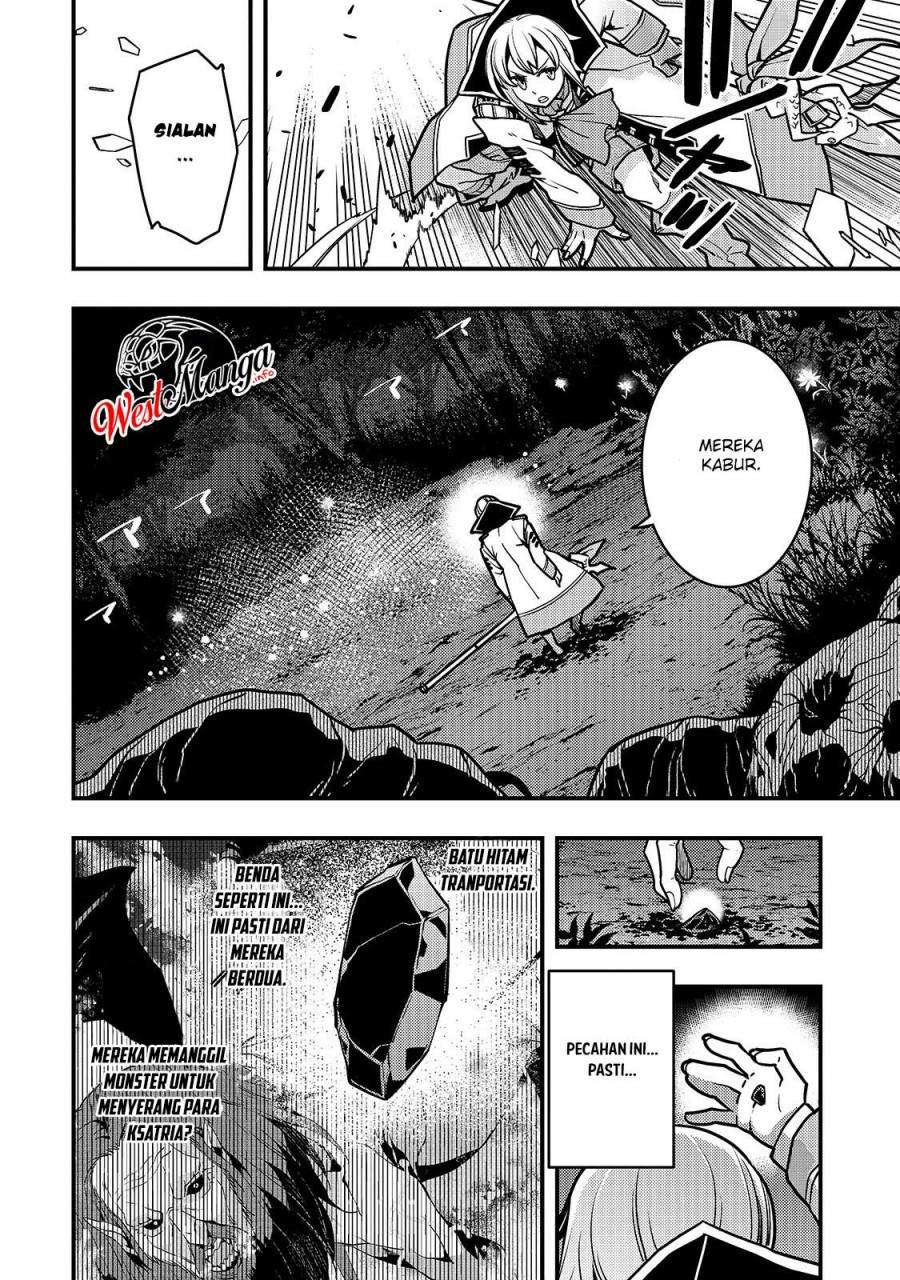 SIALAN
...
WestManga
.info
MEREKA
KABUR.
PECAHAN INI...
PASTI...
BATU HITAM
TRANPORTASI.
BENDA
SEPERTI INI...
INI PASTI DARI
MEREKA
BERDUA.
MEREKA MEMANGGIL
MONSTER UNTUK
MENYERANG PARA
KSATRIA?